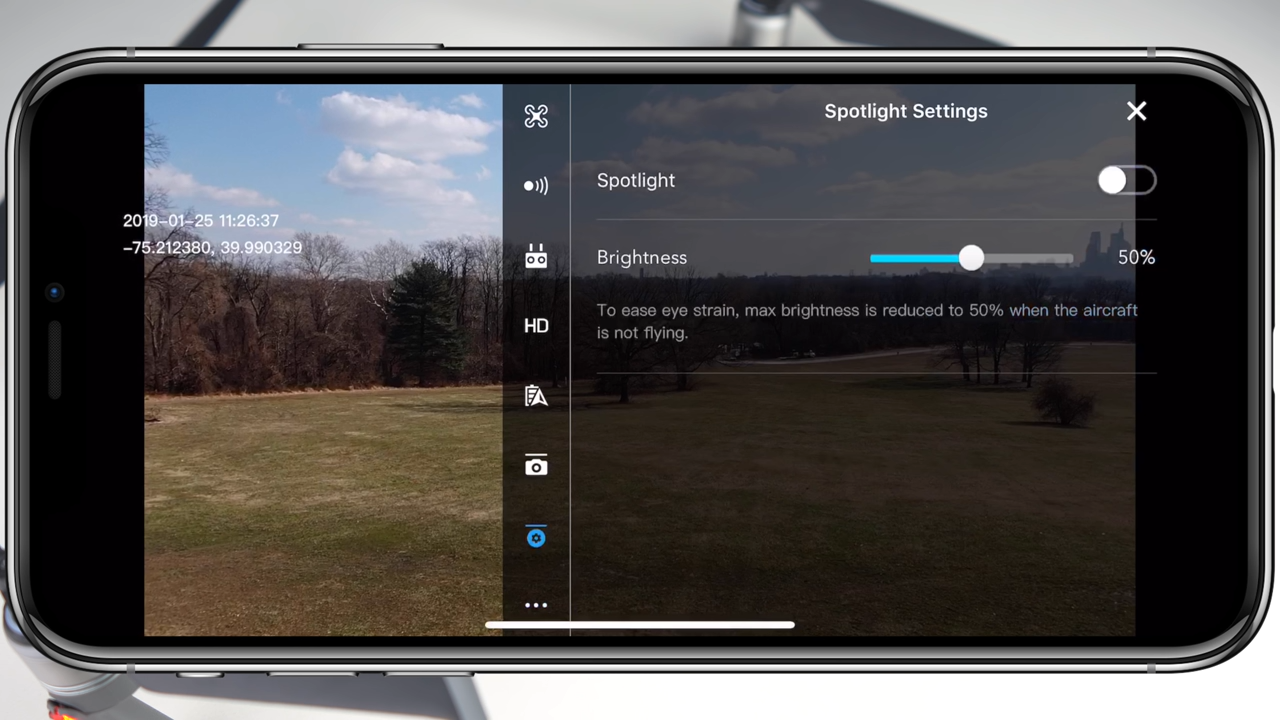 Spotlight Settings
Spotlight
2019-01-25 11:26:37
-75.212380, 39.990329
Brightness
50%
HD
To ease eye strain, max brightness is reduced to 50% when the aircraft
is not flying.